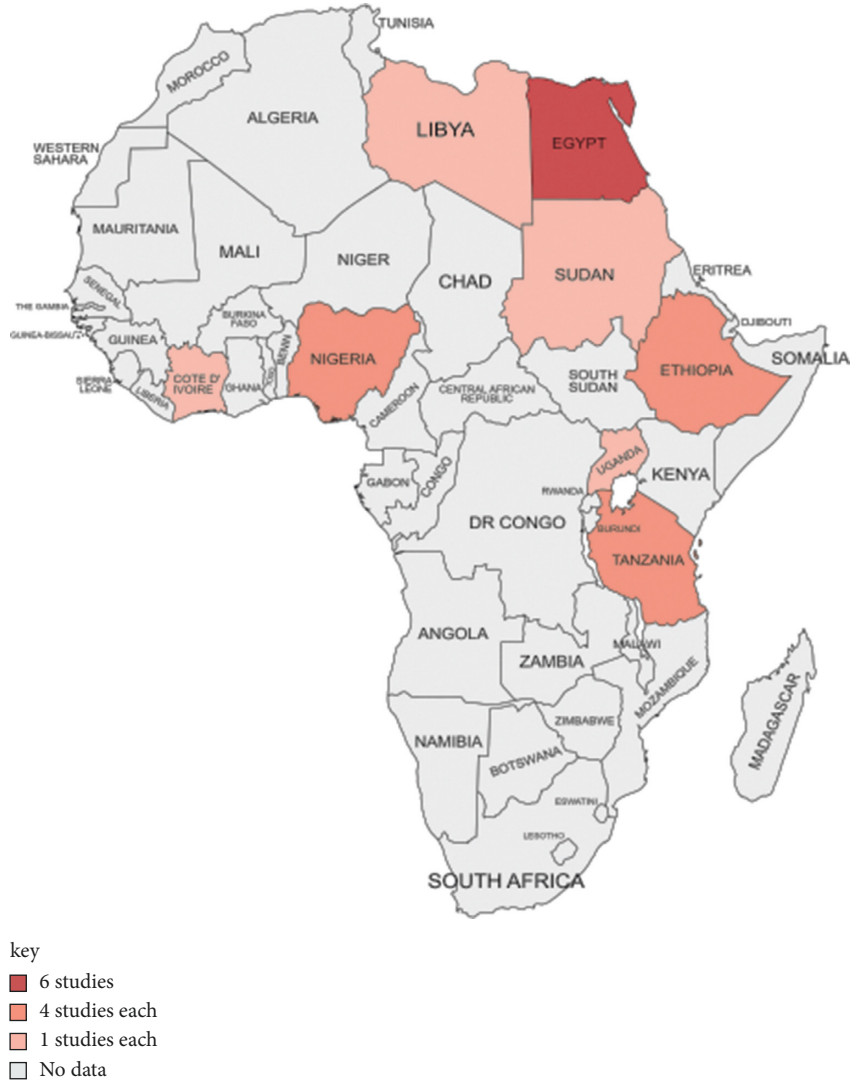 TUNISIA
MOROCCO
ALGERIA
LIBYA
EGYPT
WESTERN
SAHARA
MAURITANIA
MALI
NIGER
CHAD
SUDAN
ERITREA
SENEGAL
THE GAMBIA
GUINEA-BISSAU
GUINEA
BURKINA
FASO
BENIN
TOGO
DJIBOUTI
SOMALIA
SIERRA
LEONE
LIBERIA
COTE D'
IVOIRE
GHANA
NIGERIA
CAMEROON
CENTRAL AFRICAN
REPUBLIC
SOUTH
SUDAN
ETHIOPIA
UGANDA
KENYA
GABON
CONGO
RWANDA
DR CONGO
BURUNDI
TANZANIA
ANGOLA
ZAMBIA
MALAWI
MOZAMBIQUE
MADAGASCAR
NAMIBIA
ZIMBABWE
BOTSWANA
ESWATINI
LESOTHO
SOUTH AFRICA
key
6 studies
4 studies each
1 studies each
No data